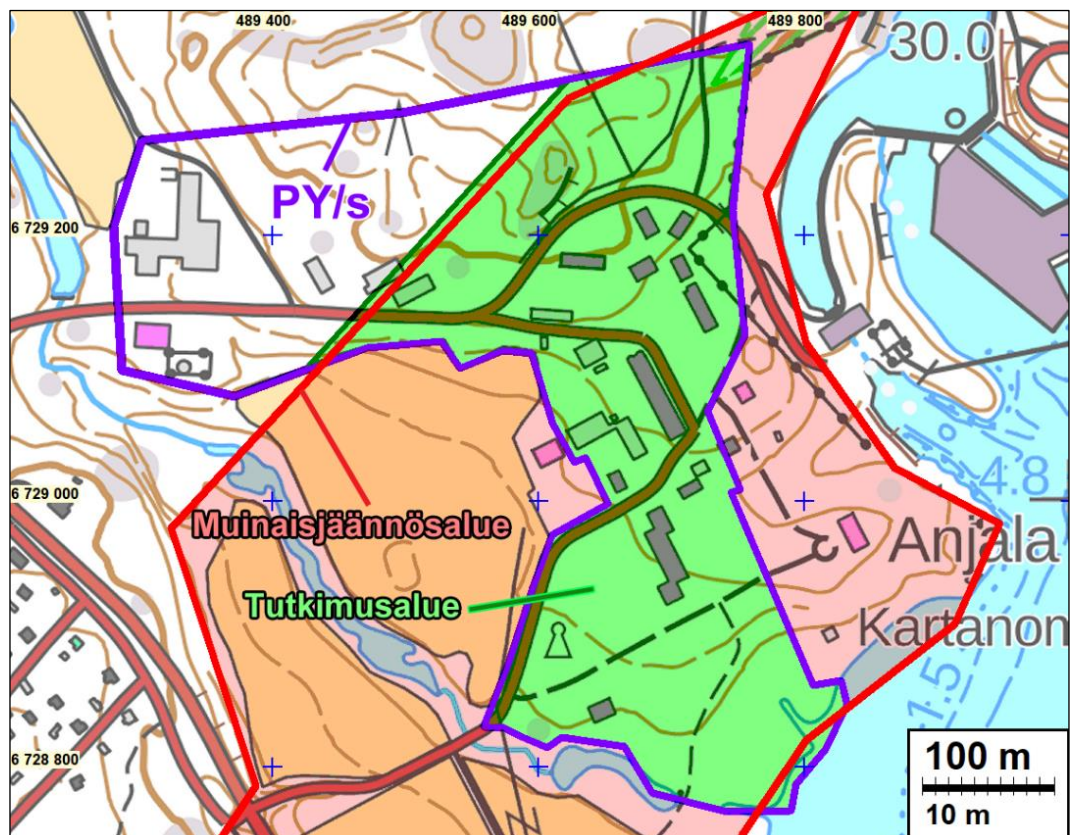 489 400
489 600
489 800
30.0
PY/s
6 729 200
4.8
6 729 000
Muinaisjäännösalue
Anjala
Tutkimusalue
Kartanon
1.5
6 728 800
100 m
10 m